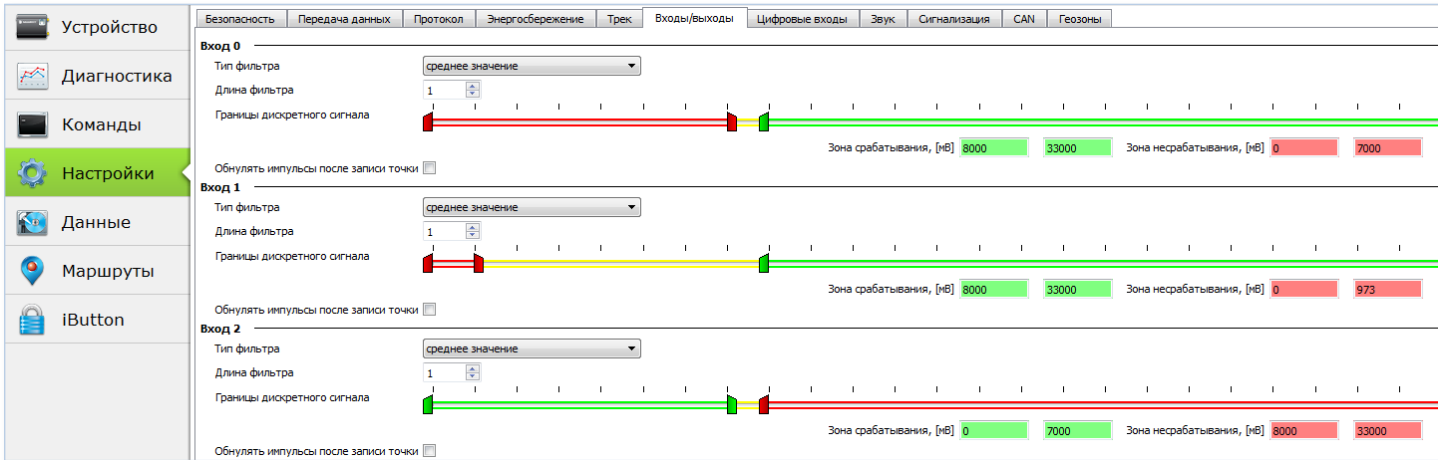 Устройство
Диагностика
Команды
Настройки
Данные
Маршруты
iButton
Безопасность Передача данных Протокол Энергосбережение Трек Входы/выходы Цифровые входы Звук Сигнализация CAN Геозоны
Вход 0
Тип фильтра среднее значение
Длина фильтра 1
Границы дискретного сигнала
Зона срабатывания, [мВ] 8000 33000 Зона несрабатывания, [мВ] 0 7000
Обнулять импульсы после записи точки
Вход 1
Тип фильтра среднее значение
Длина фильтра 1
Границы дискретного сигнала
Зона срабатывания, [мВ] 8000 33000 Зона несрабатывания, [мВ] 0 973
Обнулять импульсы после записи точки
Вход 2
Тип фильтра среднее значение
Длина фильтра 1
Границы дискретного сигнала
Зона срабатывания, [мВ] 0 7000 Зона несрабатывания, [мВ] 8000 33000
Обнулять импульсы после записи точки